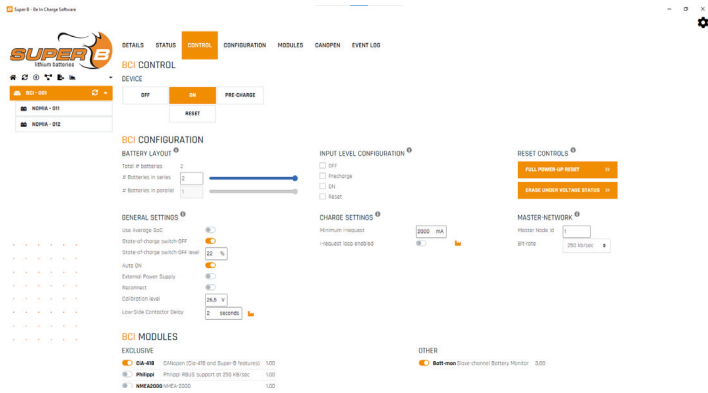 Super B - Be In Charge Software
SUPER B
lithium batteries
DETAILS STATUS CONTROL CONFIGURATION MODULES CANOPEN EVENT LOG
BCI CONTROL
DEVICE
OFF ON PRE-CHARGE
RESET
BCI - 001
NOMIA - 011
NOMIA - 012
BCI CONFIGURATION
BATTERY LAYOUT
Total # batteries 2
# Batteries in series 2
# Batteries in parallel 1
INPUT LEVEL CONFIGURATION
OFF
Precharge
ON
Reset
RESET CONTROLS
FULL POWER-UP RESET
ERASE UNDER VOLTAGE STATUS
GENERAL SETTINGS
Use Average SoC
State-of-charge switch-OFF
State-of-charge switch-OFF level 22 %
Auto ON
External Power Supply
Reconnect
Calibration level 26,5 V
Low Side Contactor Delay 2 seconds
CHARGE SETTINGS
Minimum Irequest 2000 mA
I-Request loop enabled
MASTER-NETWORK
Master Node Id 1
Bit-rate 250 kb/sec
BCI MODULES
EXCLUSIVE
CiA-418 CANopen (Cia-418 and Super-B features) 1.00
Philippi Philippi RBUS support at 250 KB/sec 1.00
NMEA2000 NMEA-2000 1.00
OTHER
Batt-mon Slave channel Battery Monitor 3.00